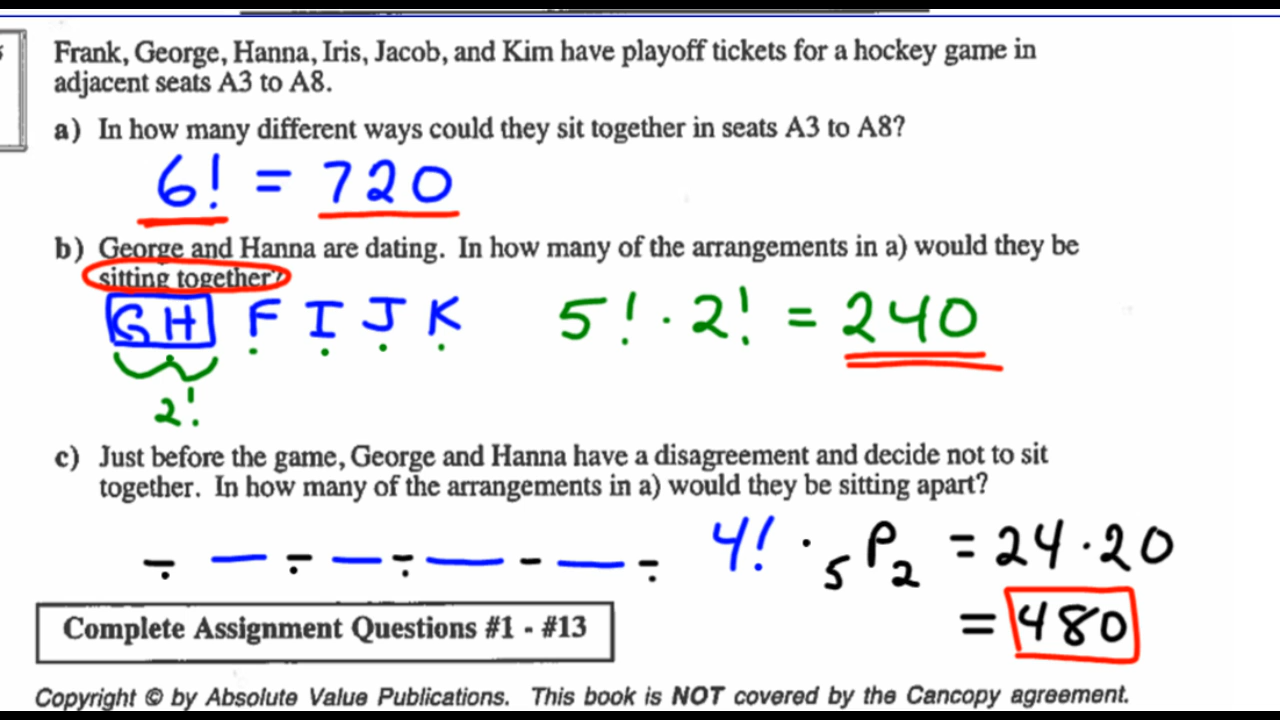 Frank, George, Hanna, Iris, Jacob, and Kim have playoff tickets for a hockey game in
adjacent seats A3 to A8.
a) In how many different ways could they sit together in seats A3 to A8?
6! = 720
b) George and Hanna are dating. In how many of the arrangements in a) would they be
sitting together?
GH F I J K 5! · 2! = 240
2!
c) Just before the game, George and Hanna have a disagreement and decide not to sit
together. In how many of the arrangements in a) would they be sitting apart?
4! · ₅P₂ = 24 · 20
= 480
Complete Assignment Questions #1 - #13
Copyright © by Absolute Value Publications. This book is NOT covered by the Cancopy agreement.